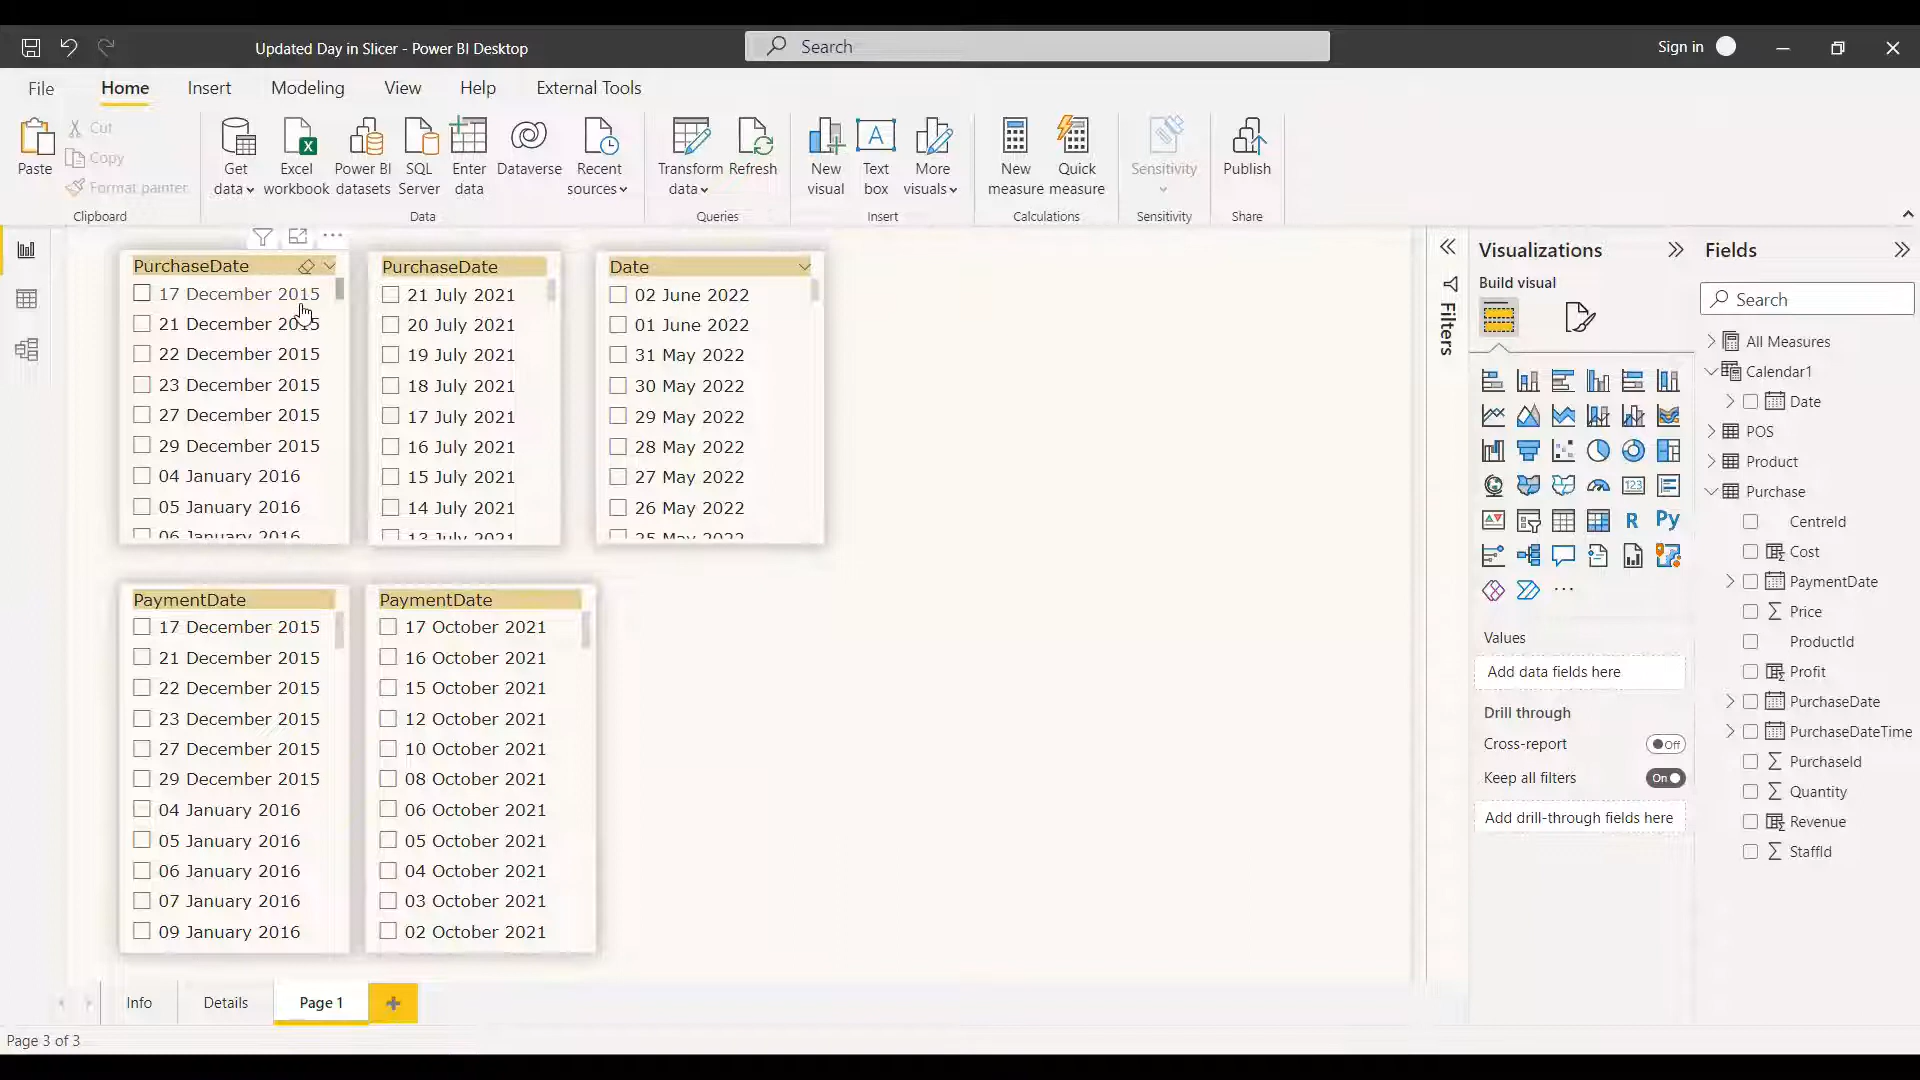 Updated Day in Slicer - Power BI Desktop
Search
Sign in
File
Home
Insert
Modeling
View
Help
External Tools
Paste
Cut
Copy
Format painter
Get data
Excel workbook
Power BI datasets
SQL Server
Enter data
Dataverse
Recent sources
Transform data
Refresh
New visual
Text box
More visuals
New measure
Quick measure
Sensitivity
Publish
Clipboard
Data
Queries
Insert
Calculations
Sensitivity
Share
PurchaseDate
17 December 2015
21 December 2015
22 December 2015
23 December 2015
27 December 2015
29 December 2015
04 January 2016
05 January 2016
06 January 2016
PurchaseDate
21 July 2021
20 July 2021
19 July 2021
18 July 2021
17 July 2021
16 July 2021
15 July 2021
14 July 2021
13 July 2021
Date
02 June 2022
01 June 2022
31 May 2022
30 May 2022
29 May 2022
28 May 2022
27 May 2022
26 May 2022
25 May 2022
PaymentDate
17 December 2015
21 December 2015
22 December 2015
23 December 2015
27 December 2015
29 December 2015
04 January 2016
05 January 2016
06 January 2016
07 January 2016
09 January 2016
PaymentDate
17 October 2021
16 October 2021
15 October 2021
12 October 2021
10 October 2021
08 October 2021
06 October 2021
05 October 2021
04 October 2021
03 October 2021
02 October 2021
Filters
Visualizations
Build visual
123
R
Py
Values
Add data fields here
Drill through
Cross-report
Off
Keep all filters
On
Add drill-through fields here
Fields
Search
All Measures
Calendar1
Date
POS
Product
Purchase
CentreId
Cost
PaymentDate
Price
ProductId
Profit
PurchaseDate
PurchaseDateTime
PurchaseId
Quantity
Revenue
StaffId
Info
Details
Page 1
Page 3 of 3